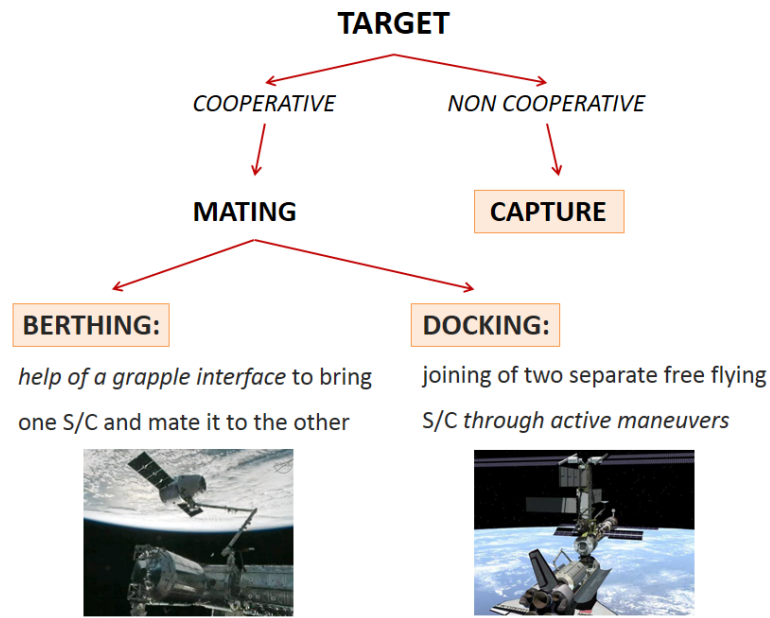 TARGET
COOPERATIVE
NON COOPERATIVE
MATING
CAPTURE
BERTHING:
help of a grapple interface to bring
one S/C and mate it to the other
DOCKING:
joining of two separate free flying
S/C through active maneuvers